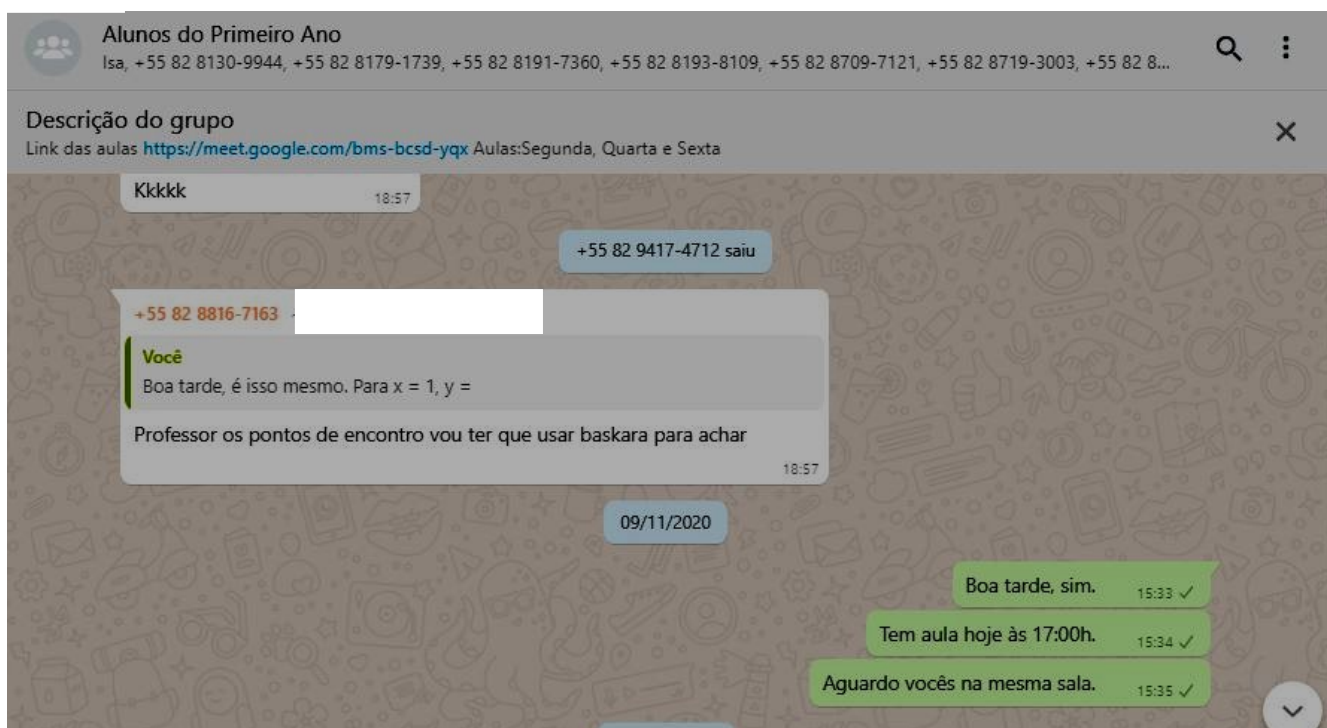 Alunos do Primeiro Ano
Isa, +55 82 8130-9944, +55 82 8179-1739, +55 82 8191-7360, +55 82 8193-8109, +55 82 8709-7121, +55 82 8719-3003, +55 82 8...
Descrição do grupo
Link das aulas https://meet.google.com/bms-bcsd-yqx Aulas:Segunda, Quarta e Sexta
Kkkkk
18:57
+55 82 9417-4712 saiu
+55 82 8816-7163
Você
Boa tarde, é isso mesmo. Para x = 1, y =
Professor os pontos de encontro vou ter que usar baskara para achar
18:57
09/11/2020
Boa tarde, sim. 15:33
Tem aula hoje às 17:00h. 15:34
Aguardo vocês na mesma sala. 15:35